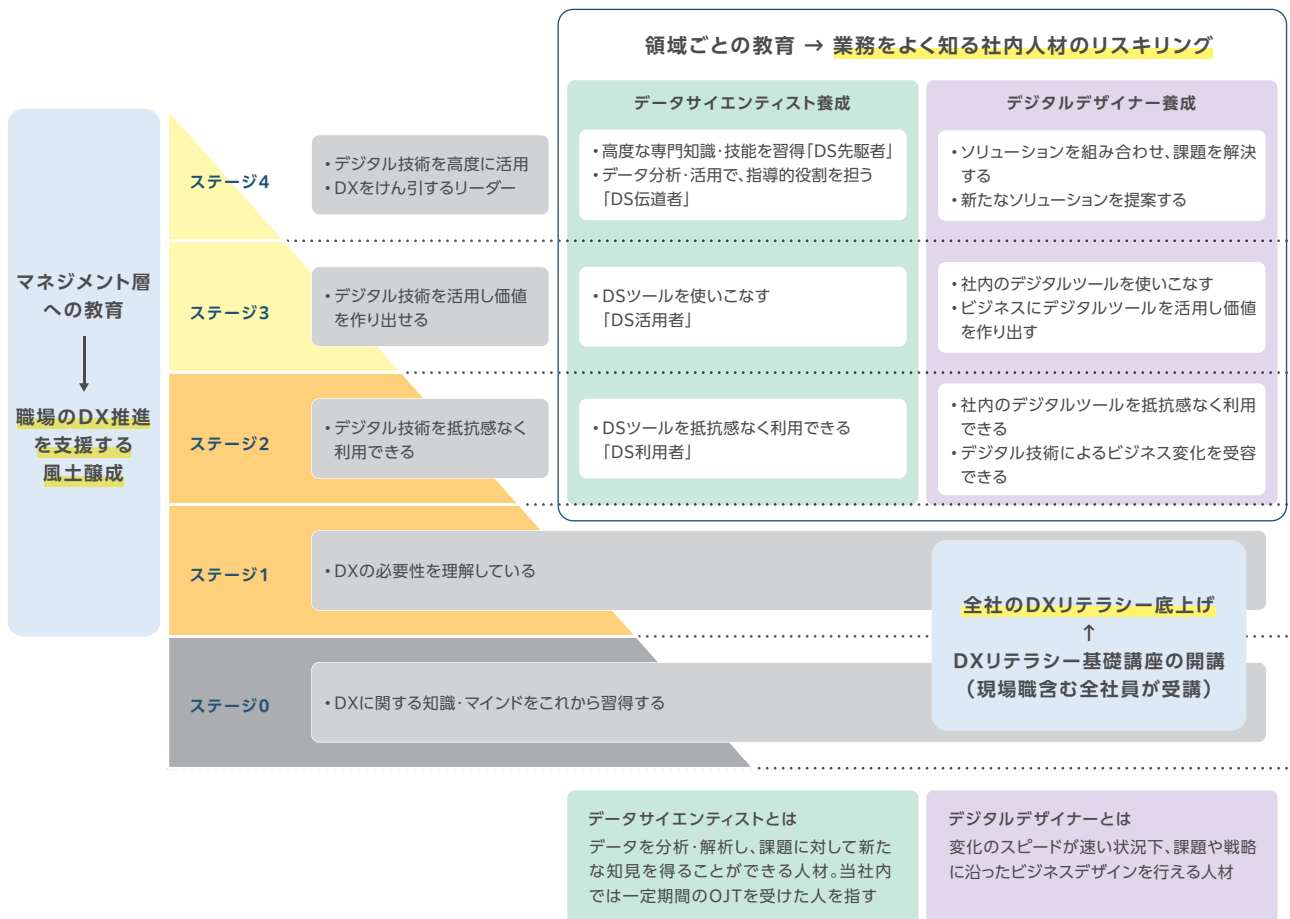 領域ごとの教育 → 業務をよく知る社内人材のリスキリング
データサイエンティスト養成
デジタルデザイナー養成
マネジメント層
への教育
↓
職場のDX推進
を支援する
風土醸成
ステージ4
・デジタル技術を高度に活用
・DXをけん引するリーダー
・高度な専門知識・技能を習得「DS先駆者」
・データ分析・活用で、指導的役割を担う
「DS伝道者」
・ソリューションを組み合わせ、課題を解決
する
・新たなソリューションを提案する
ステージ3
・デジタル技術を活用し価値
を作り出せる
・DSツールを使いこなす
「DS活用者」
・社内のデジタルツールを使いこなす
・ビジネスにデジタルツールを活用し価値
を作り出す
ステージ2
・デジタル技術を抵抗感なく
利用できる
・DSツールを抵抗感なく利用できる
「DS利用者」
・社内のデジタルツールを抵抗感なく利用
できる
・デジタル技術によるビジネス変化を受容
できる
ステージ1
・DXの必要性を理解している
ステージ0
・DXに関する知識・マインドをこれから習得する
全社のDXリテラシー底上げ
↑
DXリテラシー基礎講座の開講
（現場職含む全社員が受講）
データサイエンティストとは
データを分析・解析し、課題に対して新た
な知見を得ることができる人材。当社内
では一定期間のOJTを受けた人を指す
デジタルデザイナーとは
変化のスピードが速い状況下、課題や戦略
に沿ったビジネスデザインを行える人材